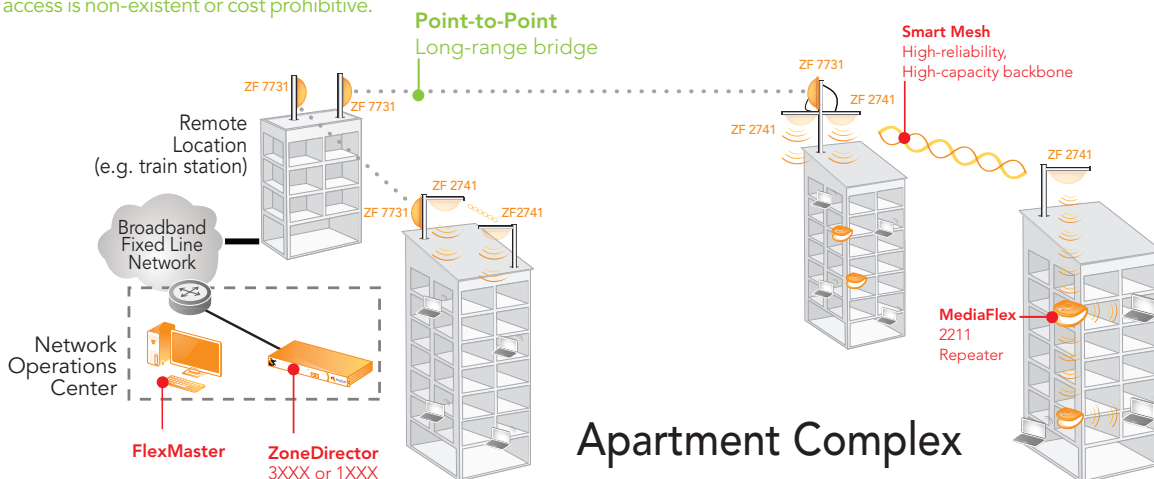 access is non-existent or cost prohibitive.
Point-to-Point
Long-range bridge
Smart Mesh
High-reliability,
High-capacity backbone
ZF 7731
ZF 7731
ZF 7731
ZF 2741
ZF 2741
Remote
Location
(e.g. train station)
ZF 2741
ZF 2741
ZF 7731
ZF2741
Broadband
Fixed Line
Network
Network
Operations
Center
MediaFlex
2211
Repeater
FlexMaster
ZoneDirector
3XXX or 1XXX
Apartment Complex